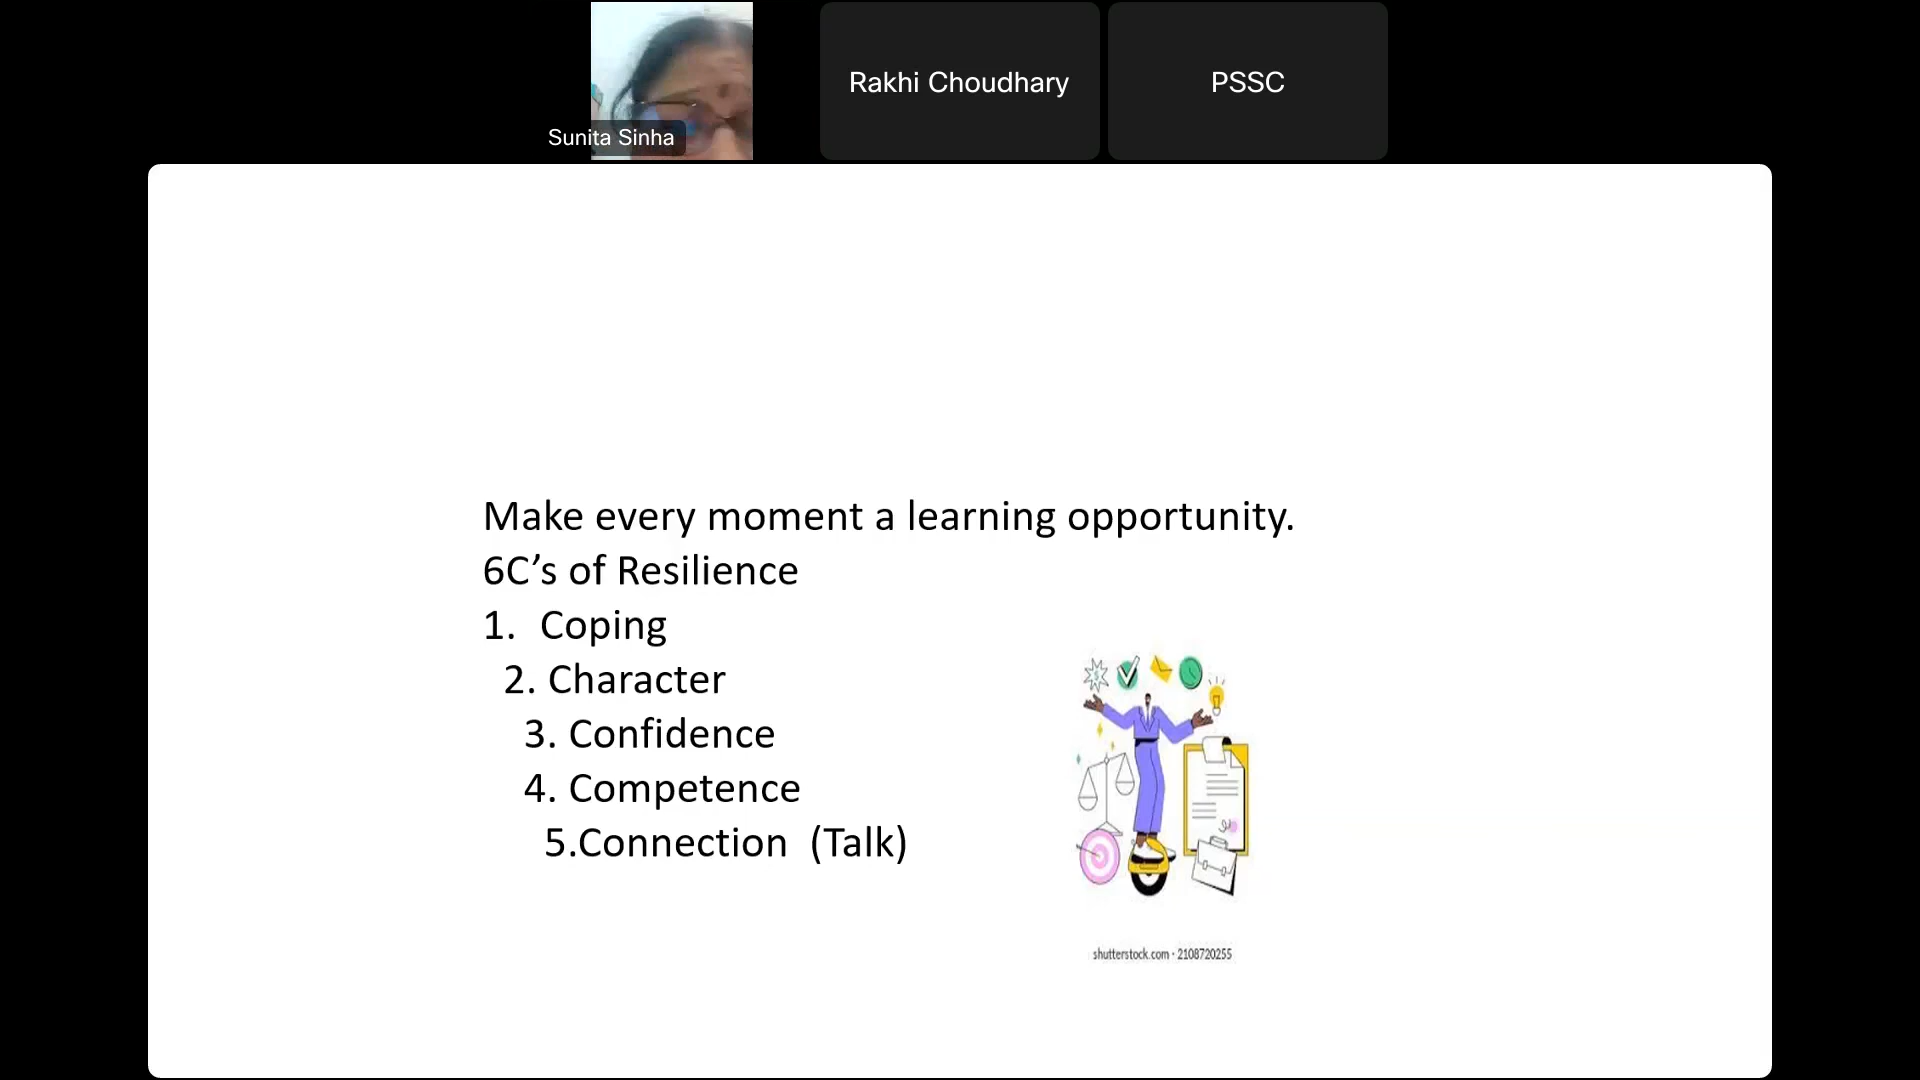 Sunita Sinha
Rakhi Choudhary
PSSC
Make every moment a learning opportunity.
6C’s of Resilience
1. Coping
2. Character
3. Confidence
4. Competence
5.Connection (Talk)
shutterstock.com · 2108720255